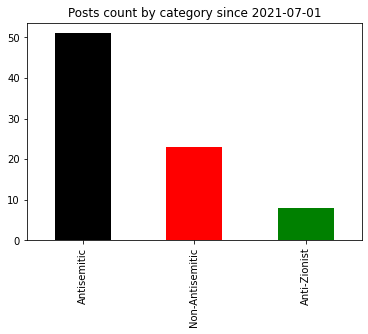 Posts count by category since 2021-07-01
50
40
30
20
10
0
Antisemitic
Non-Antisemitic
Anti-Zionist